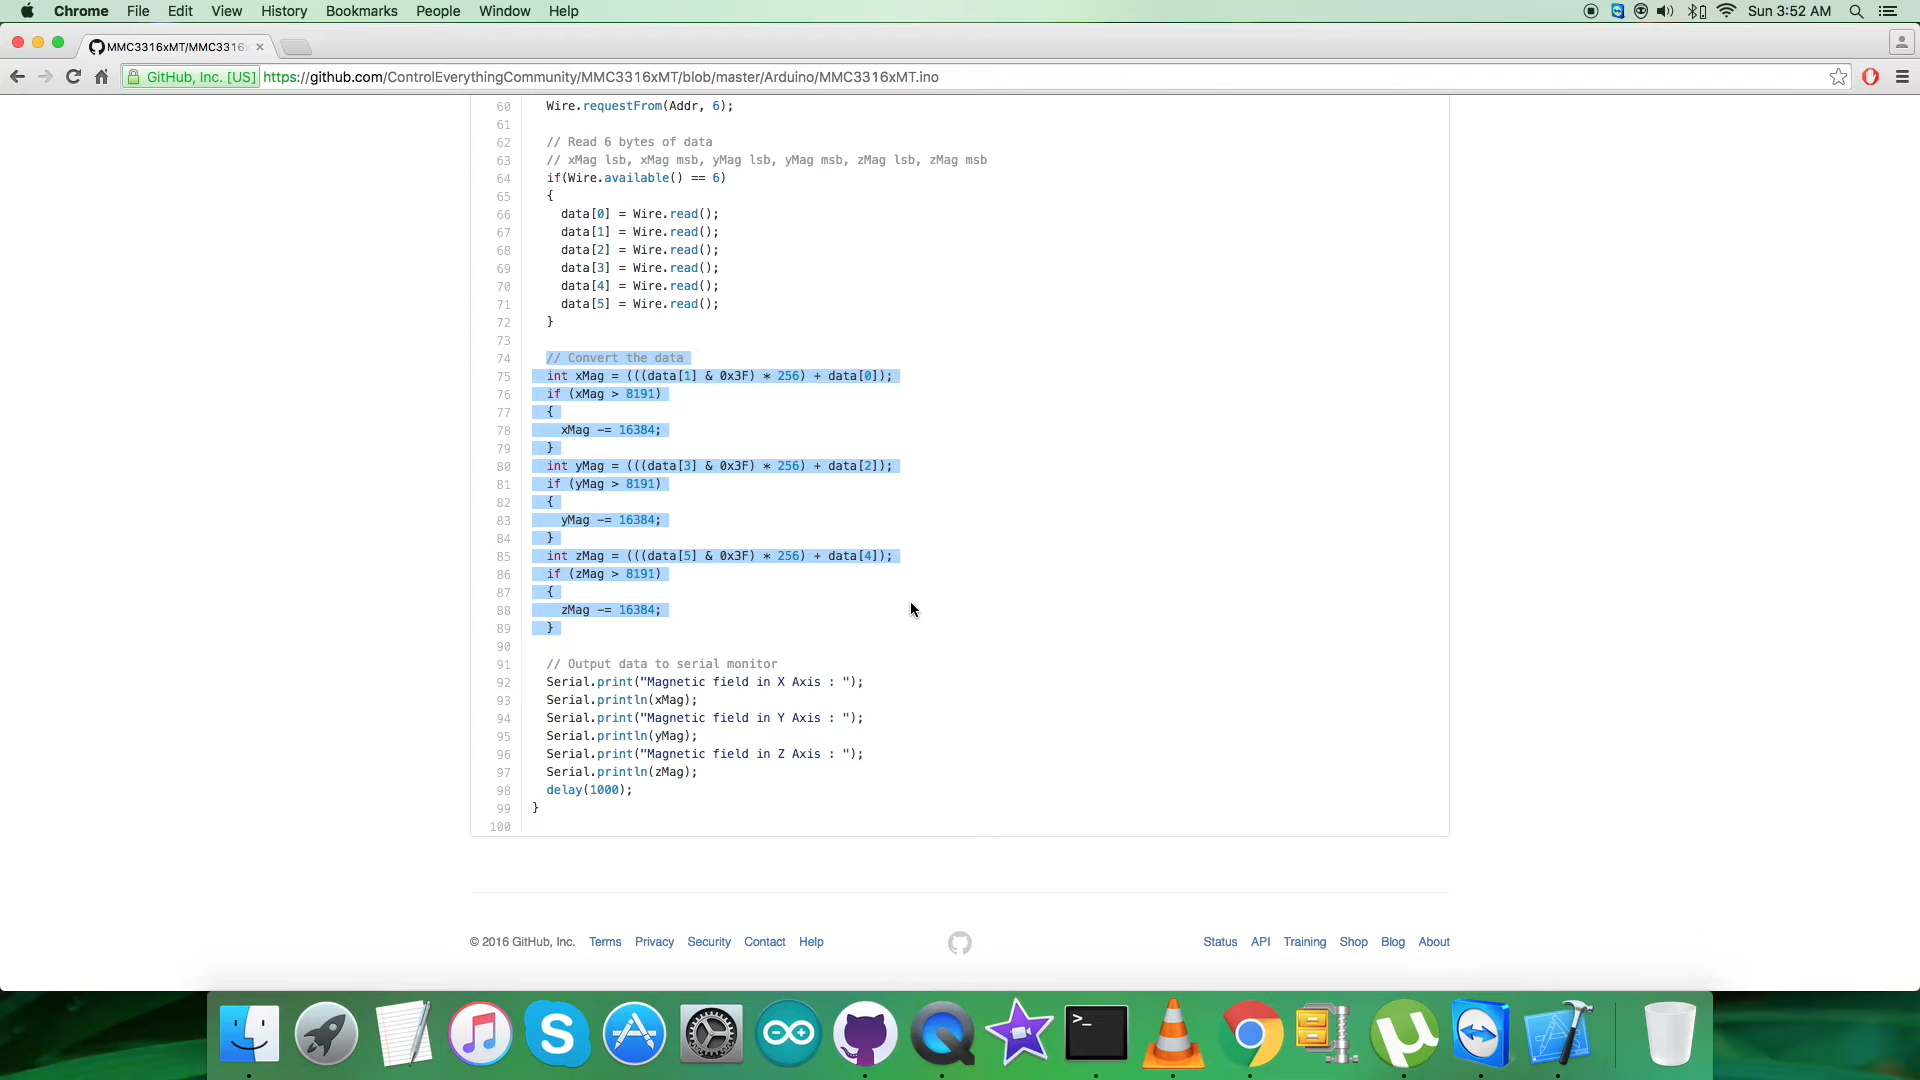 Chrome File Edit View History Bookmarks People Window Help Sun 3:52 AM
MMC3316xMT/MMC3316x
GitHub, Inc. [US] https://github.com/ControlEverythingCommunity/MMC3316xMT/blob/master/Arduino/MMC3316xMT.ino
60 Wire.requestFrom(Addr, 6);
61
62 // Read 6 bytes of data
63 // xMag lsb, xMag msb, yMag lsb, yMag msb, zMag lsb, zMag msb
64 if(Wire.available() == 6)
65 {
66 data[0] = Wire.read();
67 data[1] = Wire.read();
68 data[2] = Wire.read();
69 data[3] = Wire.read();
70 data[4] = Wire.read();
71 data[5] = Wire.read();
72 }
73
74 // Convert the data
75 int xMag = (((data[1] & 0x3F) * 256) + data[0]);
76 if (xMag > 8191)
77 {
78 xMag -= 16384;
79 }
80 int yMag = (((data[3] & 0x3F) * 256) + data[2]);
81 if (yMag > 8191)
82 {
83 yMag -= 16384;
84 }
85 int zMag = (((data[5] & 0x3F) * 256) + data[4]);
86 if (zMag > 8191)
87 {
88 zMag -= 16384;
89 }
90
91 // Output data to serial monitor
92 Serial.print("Magnetic field in X Axis : ");
93 Serial.println(xMag);
94 Serial.print("Magnetic field in Y Axis : ");
95 Serial.println(yMag);
96 Serial.print("Magnetic field in Z Axis : ");
97 Serial.println(zMag);
98 delay(1000);
99 }
100
© 2016 GitHub, Inc. Terms Privacy Security Contact Help Status API Training Shop Blog About